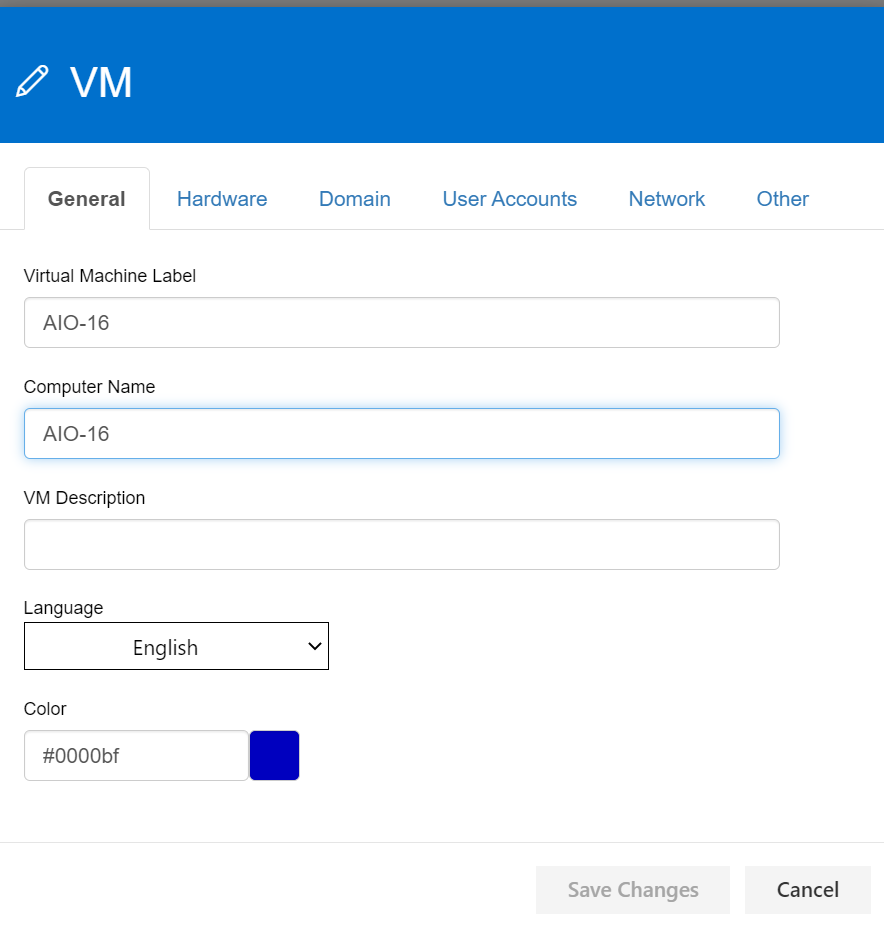 VM
General Hardware Domain User Accounts Network Other
Virtual Machine Label
AIO-16
Computer Name
AIO-16
VM Description
Language
English
Color
#0000bf
Save Changes Cancel